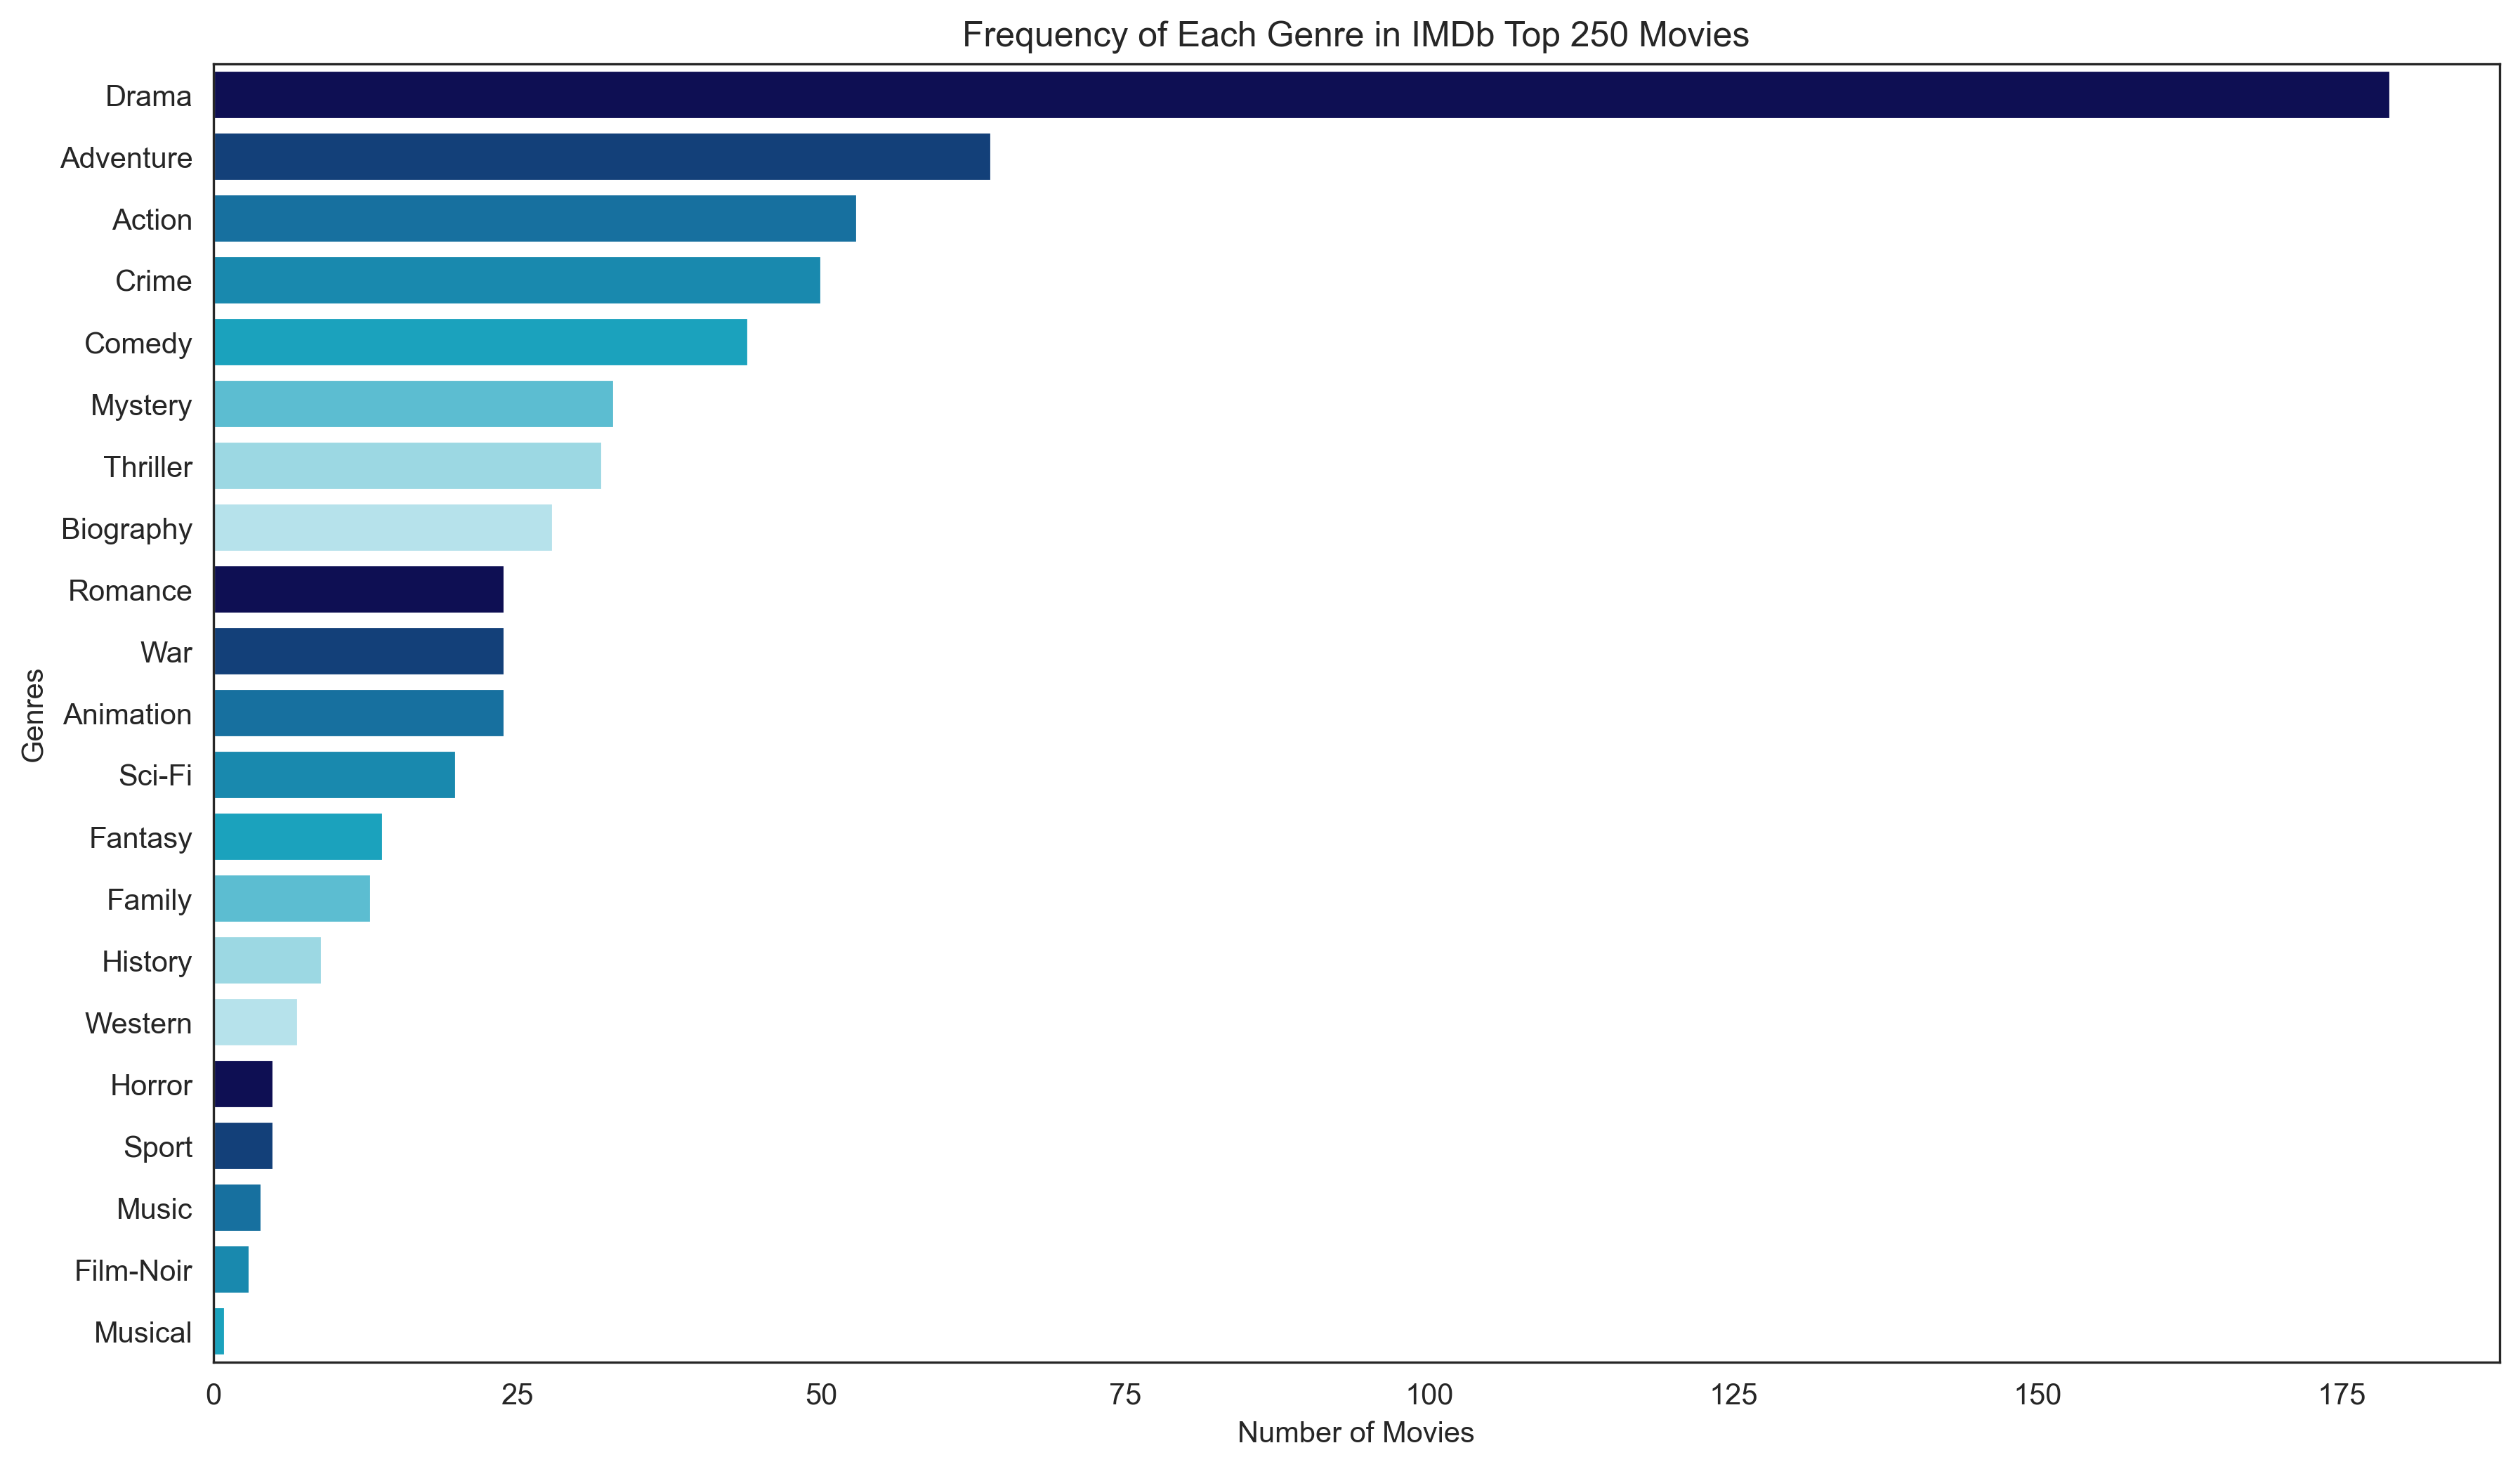 Frequency of Each Genre in IMDb Top 250 Movies
Drama
Adventure
Action
Crime
Comedy
Mystery
Thriller
Biography
Romance
War
Animation
Sci-Fi
Fantasy
Family
History
Western
Horror
Sport
Music
Film-Noir
Musical
Genres
0 25 50 75 100 125 150 175
Number of Movies